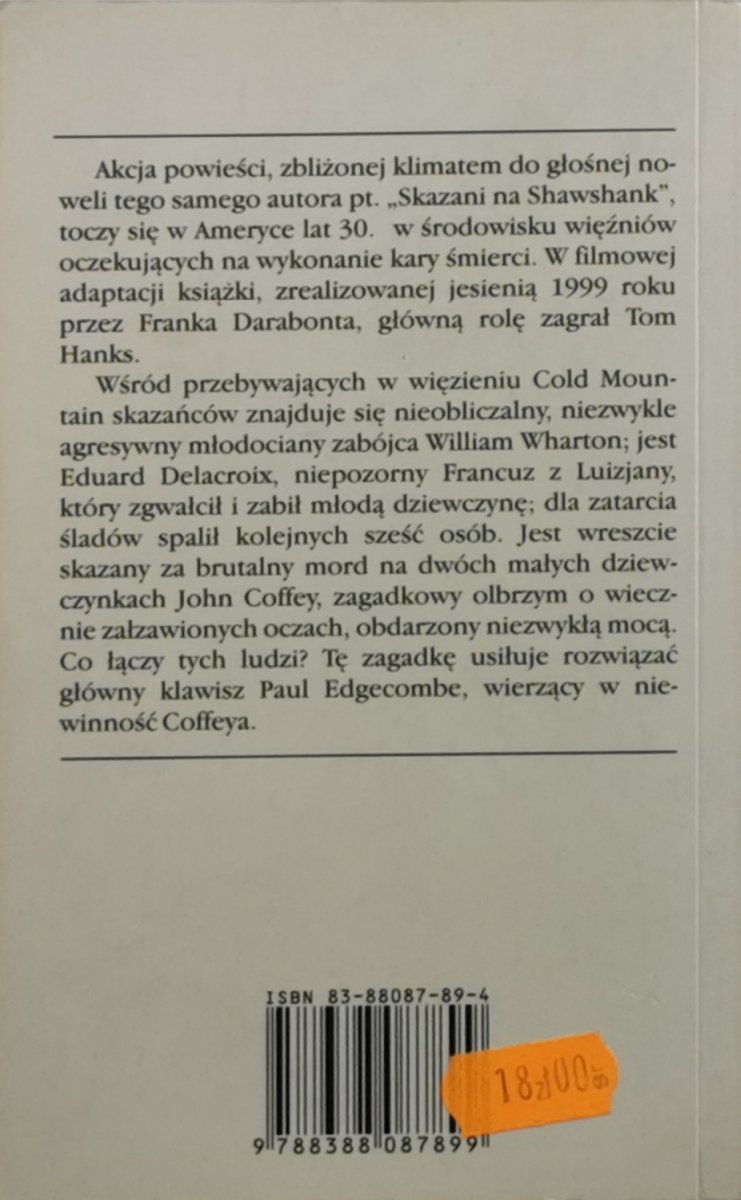 Akcja powieści, zbliżonej klimatem do głośnej no-
weli tego samego autora pt. „Skazani na Shawshank”,
toczy się w Ameryce lat 30. w środowisku więźniów
oczekujących na wykonanie kary śmierci. W filmowej
adaptacji książki, zrealizowanej jesienią 1999 roku
przez Franka Darabonta, główną rolę zagrał Tom
Hanks.
Wśród przebywających w więzieniu Cold Moun-
tain skazańców znajduje się nieobliczalny, niezwykle
agresywny młodociany zabójca William Wharton; jest
Eduard Delacroix, niepozorny Francuz z Luizjany,
który zgwałcił i zabił młodą dziewczynę; dla zatarcia
śladów spalił kolejnych sześć osób. Jest wreszcie
skazany za brutalny mord na dwóch małych dziew-
czynkach John Coffey, zagadkowy olbrzym o wiecz-
nie załzawionych oczach, obdarzony niezwykłą mocą.
Co łączy tych ludzi? Tę zagadkę usiłuje rozwiązać
główny klawisz Paul Edgecombe, wierzący w nie-
winność Coffeya.
ISBN 83-88087-89-4
18zł00gr
9 788388 087899